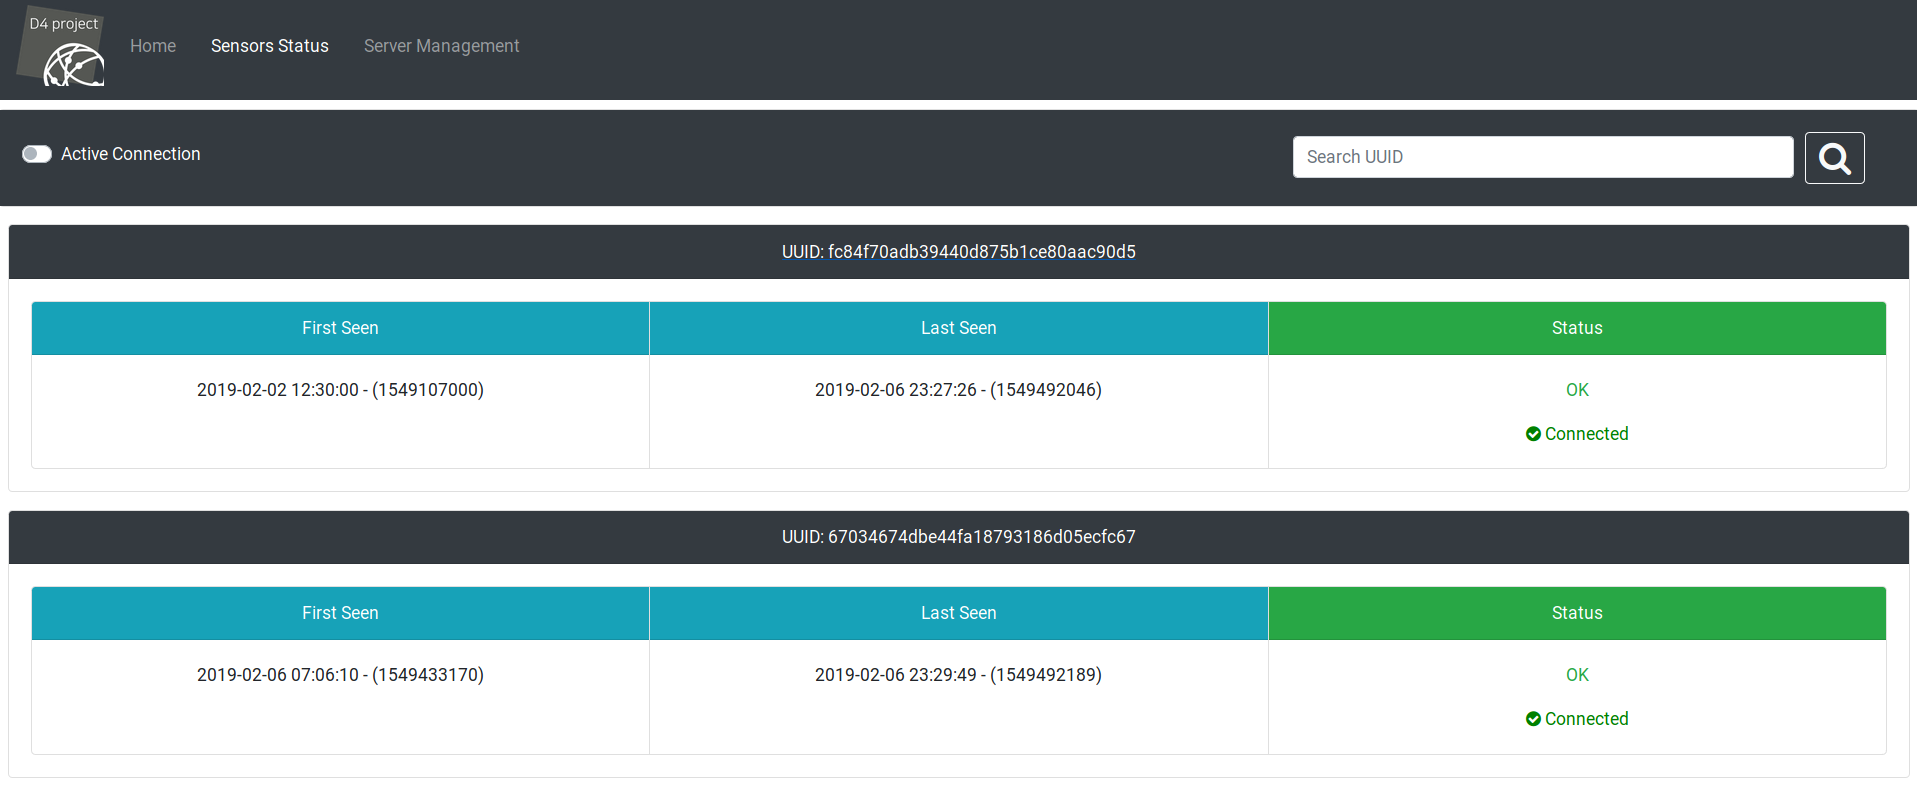 D4 project
Home Sensors Status Server Management
Active Connection Search UUID
UUID: fc84f70adb39440d875b1ce80aac90d5
First Seen Last Seen Status
2019-02-02 12:30:00 - (1549107000) 2019-02-06 23:27:26 - (1549492046) OK
Connected
UUID: 67034674dbe44fa18793186d05ecfc67
First Seen Last Seen Status
2019-02-06 07:06:10 - (1549433170) 2019-02-06 23:29:49 - (1549492189) OK
Connected